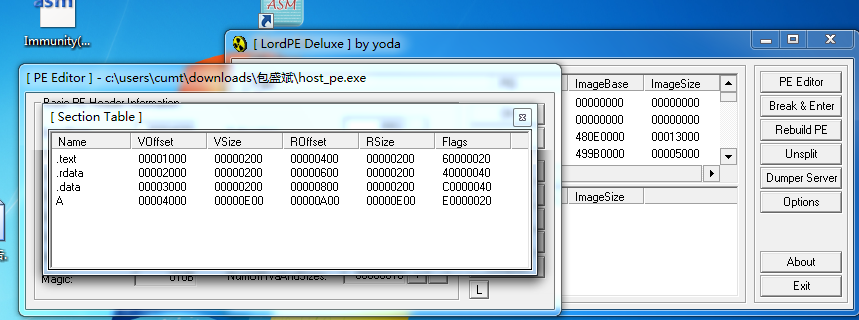 asm
ASM
Immunity(...
[ LordPE Deluxe ] by yoda
[ PE Editor ] - c:\users\cumt\downloads\包盛斌\host_pe.exe
ImageBase ImageSize
PE Editor
Basic PE Header Information
00000000 00000000
Break & Enter
[ Section Table ]
00000000 00000000
480E0000 00013000
Rebuild PE
Name VOffset VSize ROffset RSize Flags
499B0000 00005000
Unsplit
.text 00001000 00000200 00000400 00000200 60000020
.rdata 00002000 00000200 00000600 00000200 40000040
Dumper Server
.data 00003000 00000200 00000800 00000200 C0000040
ImageSize
Options
A 00004000 00000E00 00000A00 00000E00 E0000020
About
Magic: 010B NumOfRvaAndSizes: 00000010
L
Exit